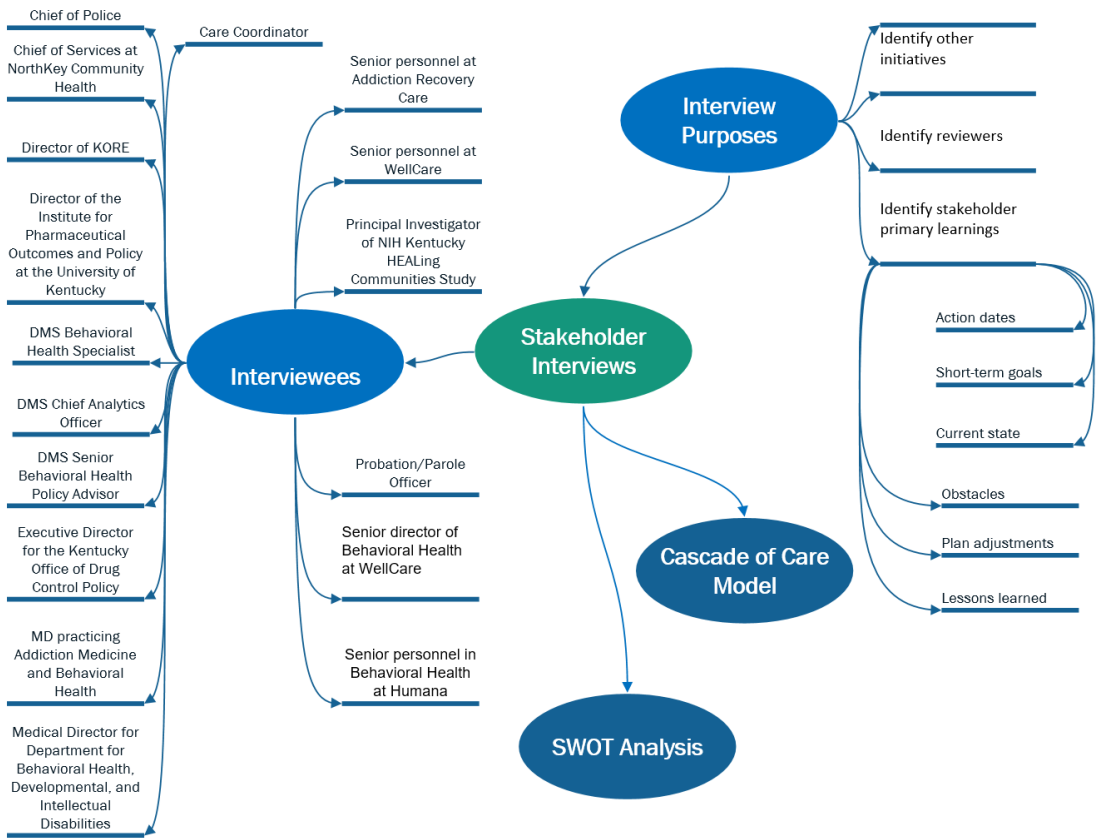 Chief of Police
Chief of Services at
NorthKey Community
Health
Director of KORE
Director of the
Institute for
Pharmaceutical
Outcomes and Policy
at the University of
Kentucky
DMS Behavioral
Health Specialist
DMS Chief Analytics
Officer
DMS Senior
Behavioral Health
Policy Advisor
Executive Director
for the Kentucky
Office of Drug
Control Policy
MD practicing
Addiction Medicine
and Behavioral
Health
Medical Director for
Department for
Behavioral Health,
Developmental, and
Intellectual
Disabilities
Care Coordinator
Senior personnel at
Addiction Recovery
Care
Senior personnel at
WellCare
Principal Investigator
of NIH Kentucky
HEALing
Communities Study
Interviewees
Probation/Parole
Officer
Senior director of
Behavioral Health
at WellCare
Senior personnel in
Behavioral Health
at Humana
Stakeholder
Interviews
Interview
Purposes
Cascade of Care
Model
SWOT Analysis
Identify other
initiatives
Identify reviewers
Identify stakeholder
primary learnings
Action dates
Short-term goals
Current state
Obstacles
Plan adjustments
Lessons learned